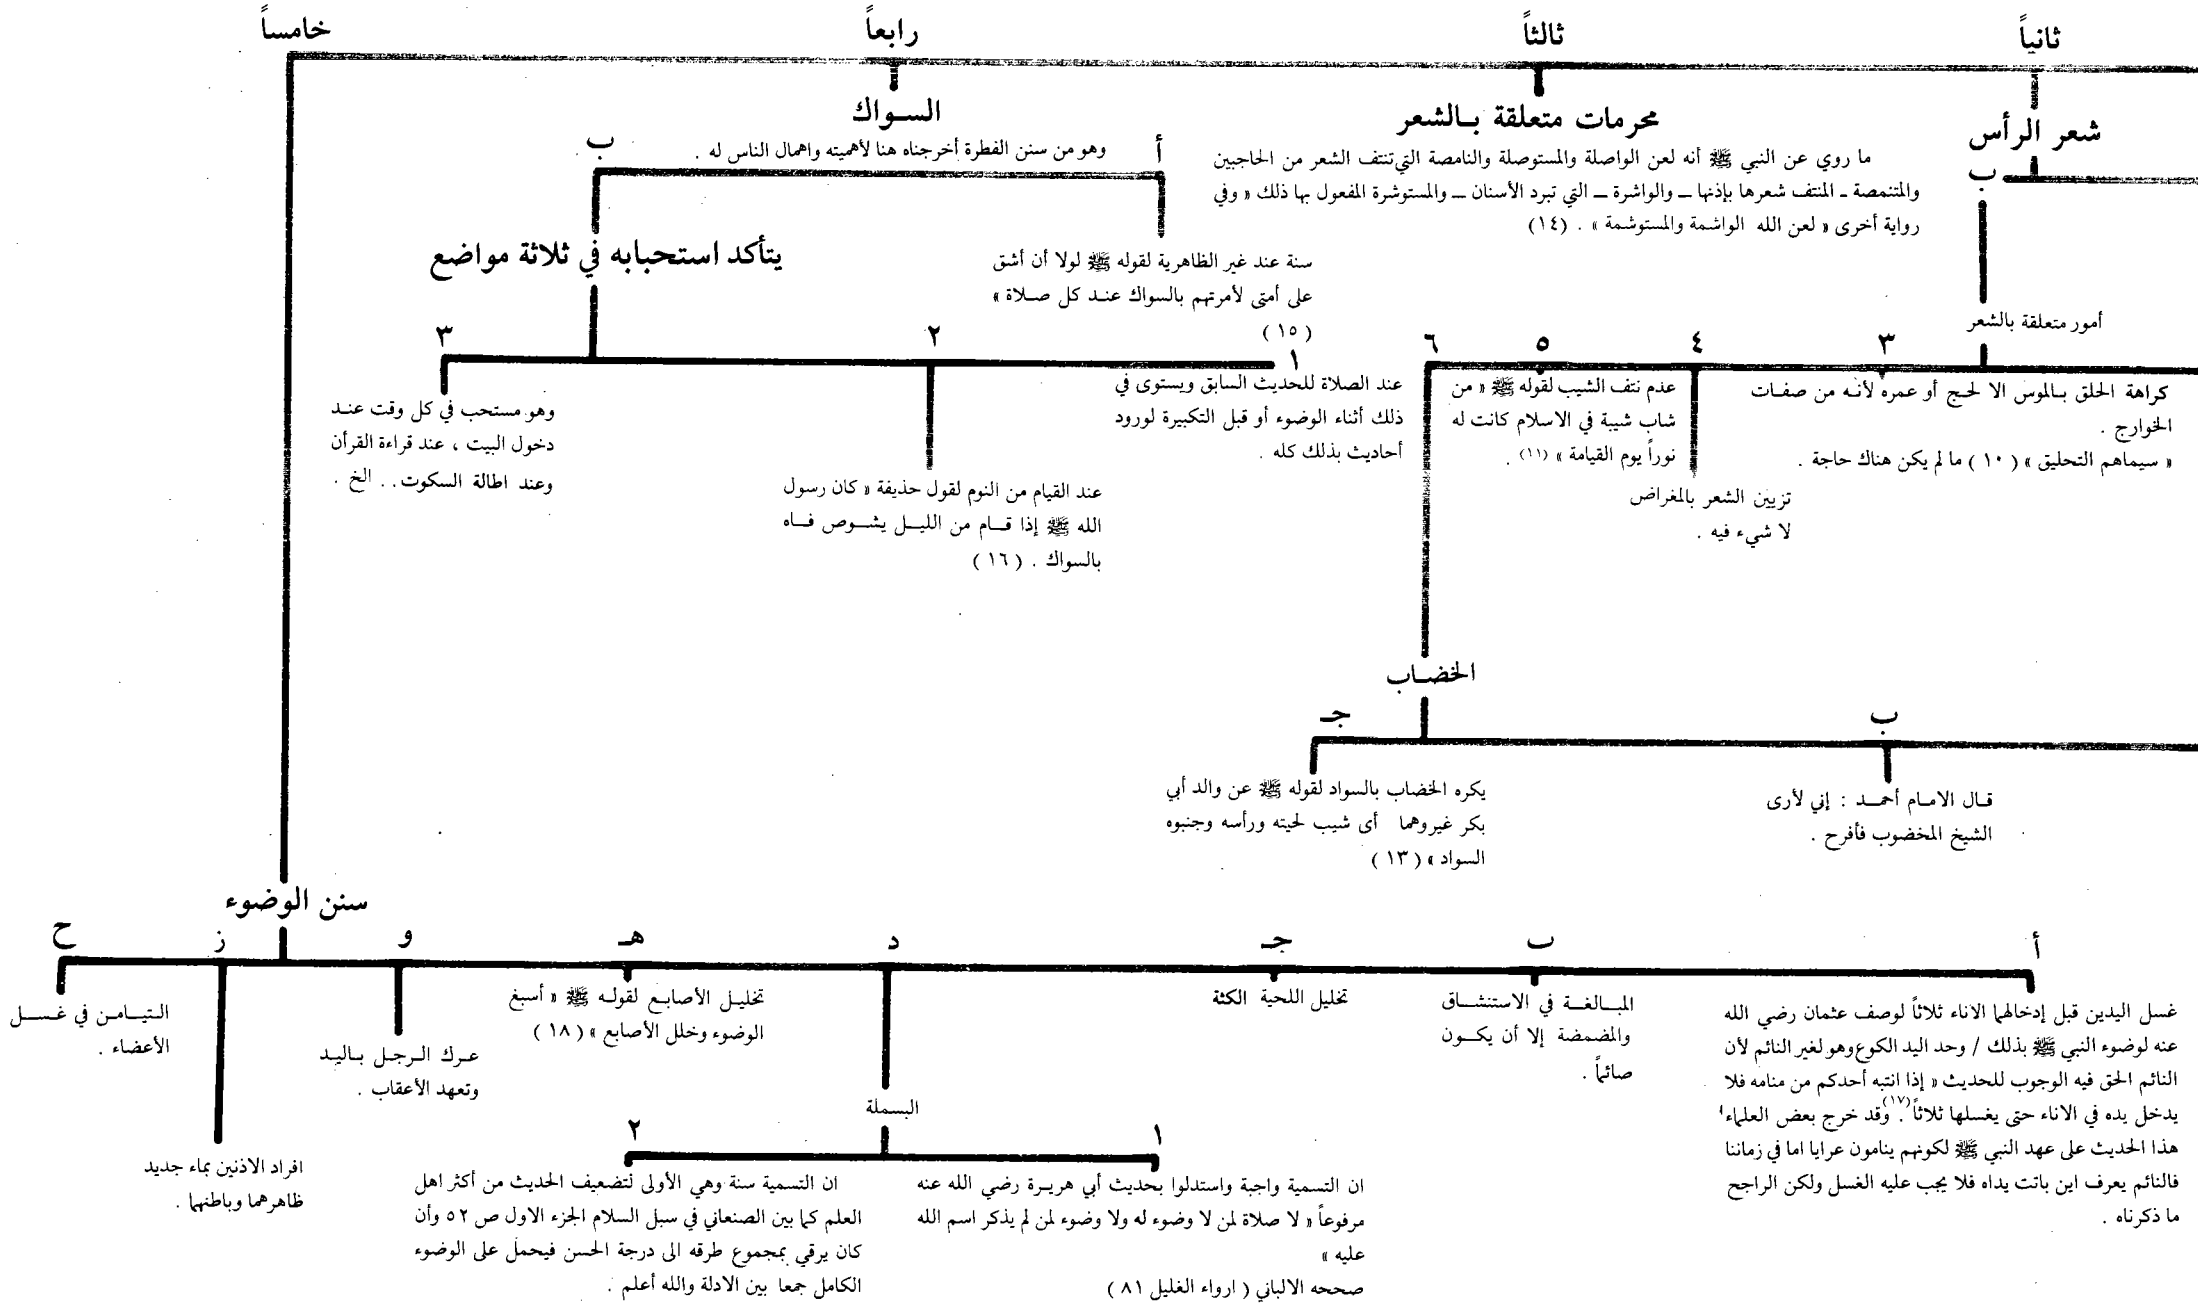 ثانياً
شعر الرأس
ب
أمور متعلقة بالشعر
٣
كراهة الحلق بالموس الا لحج أو عمره لأنه من صفات
الخوارج .
« سيماهم التحليق » ( ١٠ ) ما لم يكن هناك حاجة .
٤
تزيين الشعر بالمغراض
لا شيء فيه .
٥
عدم نتف الشيب لقوله ﷺ « من
شاب شيبة في الاسلام كانت له
نوراً يوم القيامة » (١١) .
٦
الخضاب
ب
قال الامام أحمد : إني لأرى
الشيخ المخضوب فأفرح .
جـ
يكره الخضاب بالسواد لقوله ﷺ عن والد أبي
بكر غيروهما أى شيب لحيته ورأسه وجنبوه
السواد » ( ١٣ )
ثالثاً
محرمات متعلقة بالشعر
ما روي عن النبي ﷺ أنه لعن الواصلة والمستوصلة والنامصة التي تنتف الشعر من الحاجبين
والمتنمصة ـ المنتف شعرها بإذنها ــ والواشرة ــ التي تبرد الأسنان ــ والمستوشرة المفعول بها ذلك « وفي
رواية أخرى « لعن الله الواشمة والمستوشمة » . (١٤)
رابعاً
السواك
وهو من سنن الفطرة أخرجناه هنا لأهميته واهمال الناس له .
أ
سنة عند غير الظاهرية لقوله ﷺ لولا أن أشق
على أمتى لأمرتهم بالسواك عند كل صلاة »
( ١٥ )
ب
يتأكد استحبابه في ثلاثة مواضع
١
عند الصلاة للحديث السابق ويستوى في
ذلك أثناء الوضوء أو قبل التكبيرة لورود
أحاديث بذلك كله .
٢
عند القيام من النوم لقول حذيفة « كان رسول
الله ﷺ إذا قام من الليل يشوص فاه
بالسواك . ( ١٦ )
٣
وهو مستحب في كل وقت عند
دخول البيت ، عند قراءة القرأن
وعند اطالة السكوت . . الخ .
خامساً
سنن الوضوء
أ
غسل اليدين قبل إدخالهما الاناء ثلاثاً لوصف عثمان رضي الله
عنه لوضوء النبي ﷺ بذلك / وحد اليد الكوع وهو لغير النائم لأن
النائم الحق فيه الوجوب للحديث « إذا انتبه أحدكم من منامه فلا
يدخل يده في الاناء حتى يغسلها ثلاثاً (١٧) . وقد خرج بعض العلماء
هذا الحديث على عهد النبي ﷺ لكونهم ينامون عرايا اما في زماننا
فالنائم يعرف اين باتت يداه فلا يجب عليه الغسل ولكن الراجح
ما ذكرناه .
ب
المبالغة في الاستنشاق
والمضمضة إلا أن يكون
صائماً .
جـ
تخليل اللحية الكثة
د
البسملة
١
ان التسمية واجبة واستدلوا بحديث أبي هريرة رضي الله عنه
مرفوعاً « لا صلاة لمن لا وضوء له ولا وضوء لمن لم يذكر اسم الله
عليه »
صححه الالباني ( ارواء الغليل ٨١ )
٢
ان التسمية سنة وهي الأولى لتضعيف الحديث من أكثر اهل
العلم كما بين الصنعاني في سبل السلام الجزء الاول ص ٥٢ وأن
كان يرقي بمجموع طرقه الى درجة الحسن فيحمل على الوضوء
الكامل جمعا بين الادلة والله أعلم .
هـ
تخليل الأصابع لقوله ﷺ « أسبغ
الوضوء وخلل الأصابع » ( ١٨ )
و
عرك الرجل باليد
وتعهد الأعقاب .
ز
افراد الاذنين بماء جديد
ظاهرهما وباطنهما .
ح
التيامن في غسل
الأعضاء .